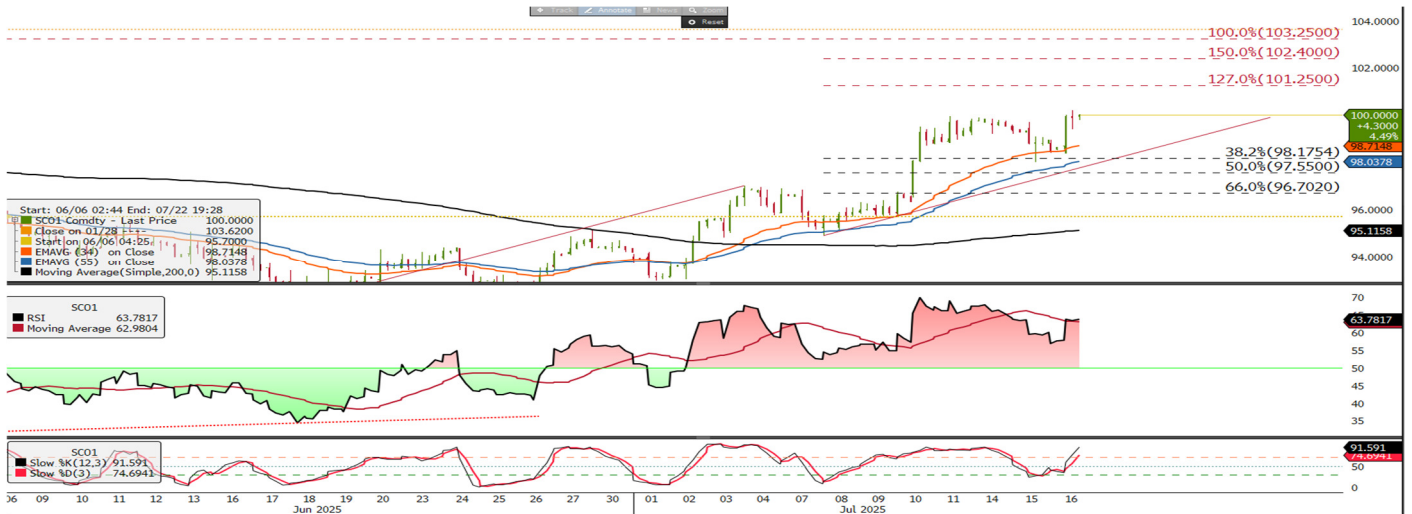 Track Annotate News Zoom
Reset
104.0000
100.0%(103.2500)
150.0%(102.4000)
102.0000
127.0%(101.2500)
100.0000
+4.3000
4.49%
98.7148
38.2%(98.1754)
98.0378
50.0%(97.5500)
66.0%(96.7020)
96.0000
95.1158
94.0000
Start: 06/06 02:44 End: 07/22 19:28
SCO1 Comdty - Last Price 100.0000
Close on 01/28 ---- 103.6200
Start : 06/06 04:25 95.7000
EMAVG (34) on Close 98.7148
EMAVG (55) on Close 98.0378
Moving Average(Simple,200,0) 95.1158
SCO1
RSI 63.7817
Moving Average 62.9804
70
63.7817
60
55
50
45
40
35
SCO1
Slow %K(12,3) 91.591
Slow %D(3) 74.6941
91.591
74.6941
50
0
06 09 10 11 12 13 16 17 18 19 20 23 24 25 26 27 30 01 02 03 04 07 08 09 10 11 14 15 16
Jun 2025 Jul 2025